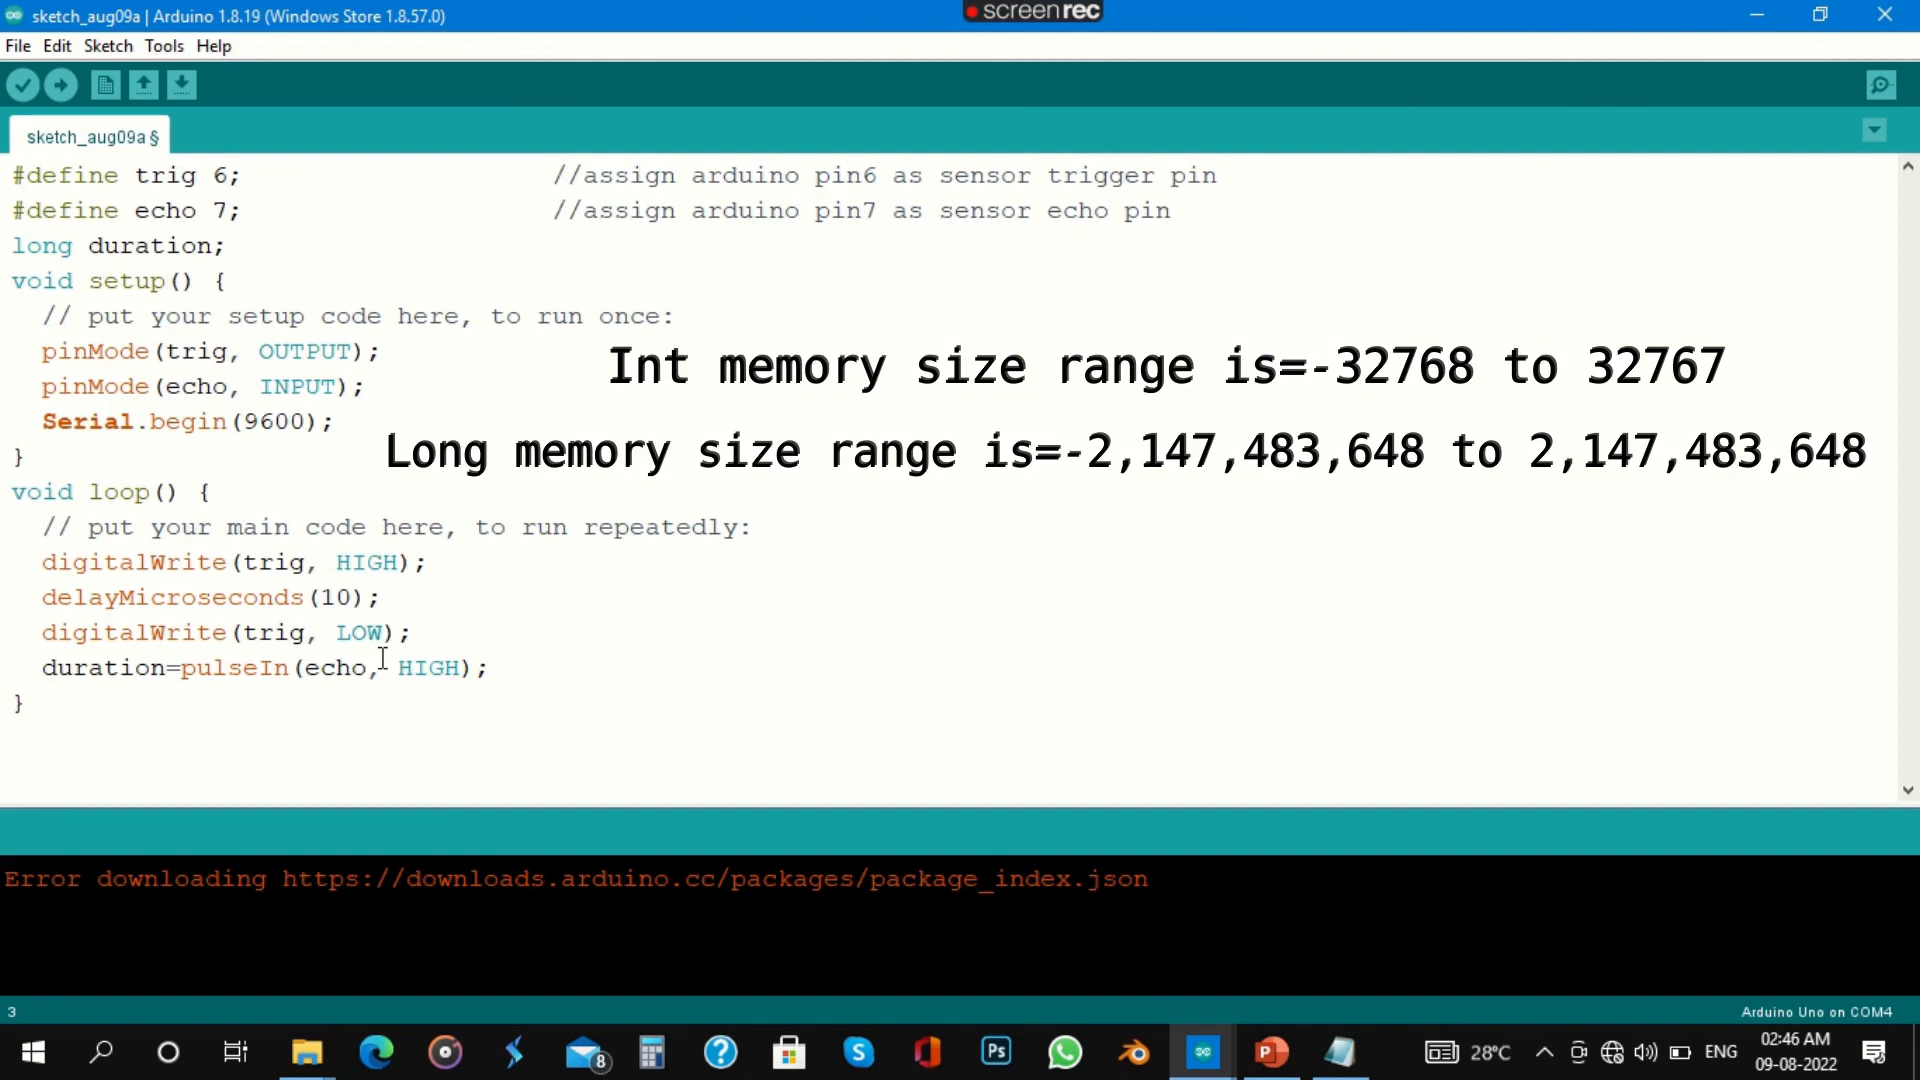 sketch_aug09a | Arduino 1.8.19 (Windows Store 1.8.57.0)
screenrec
File Edit Sketch Tools Help
sketch_aug09a §
#define trig 6; //assign arduino pin6 as sensor trigger pin
#define echo 7; //assign arduino pin7 as sensor echo pin
long duration;
void setup() {
// put your setup code here, to run once:
pinMode(trig, OUTPUT);
Int memory size range is=-32768 to 32767
pinMode(echo, INPUT);
Serial.begin(9600);
Long memory size range is=-2,147,483,648 to 2,147,483,648
}
void loop() {
// put your main code here, to run repeatedly:
digitalWrite(trig, HIGH);
delayMicroseconds(10);
digitalWrite(trig, LOW);
duration=pulseIn(echo, HIGH);
}
Error downloading https://downloads.arduino.cc/packages/package_index.json
3 Arduino Uno on COM4
8 Ps P 28°C ENG 02:46 AM
09-08-2022